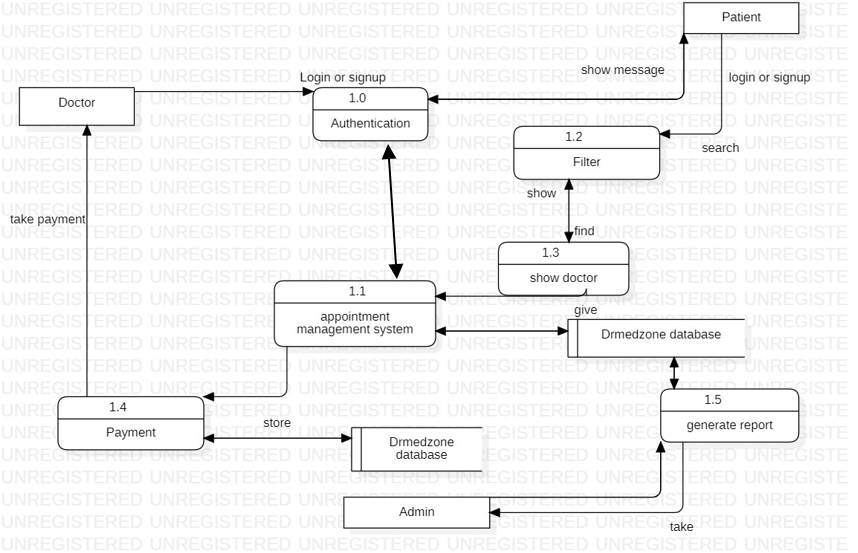 Patient
show message
login or signup
Login or signup
Doctor
1.0
Authentication
1.2
Filter
search
show
find
take payment
1.3
show doctor
1.1
appointment
management system
give
Drmedzone database
1.4
Payment
store
Drmedzone
database
1.5
generate report
Admin
take
UNREGISTERED